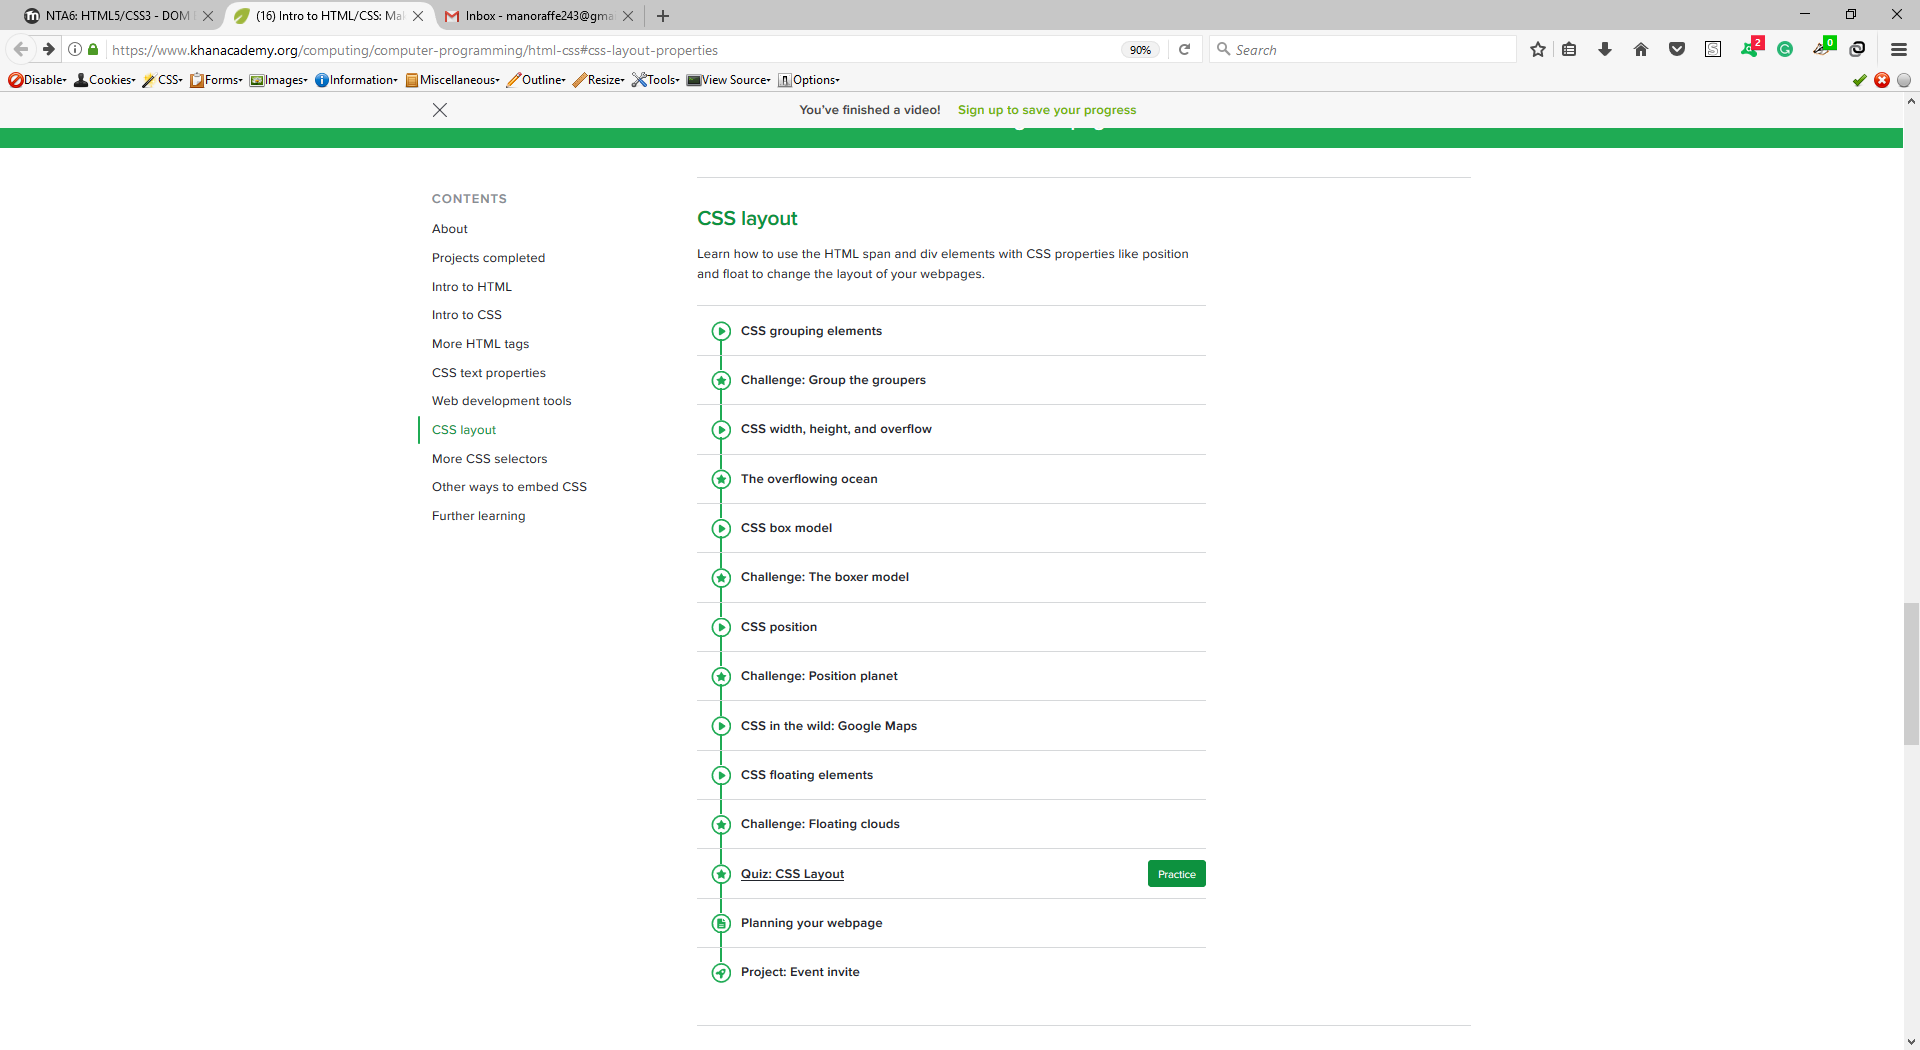 NTA6: HTML5/CSS3 - DOM
(16) Intro to HTML/CSS: Mak
Inbox - manoraffe243@gma
https://www.khanacademy.org/computing/computer-programming/html-css#css-layout-properties
90%
Search
2
0
Disable
Cookies
CSS
Forms
Images
Information
Miscellaneous
Outline
Resize
Tools
View Source
Options
You've finished a video! Sign up to save your progress
CONTENTS
About
Projects completed
Intro to HTML
Intro to CSS
More HTML tags
CSS text properties
Web development tools
CSS layout
More CSS selectors
Other ways to embed CSS
Further learning
CSS layout
Learn how to use the HTML span and div elements with CSS properties like position
and float to change the layout of your webpages.
CSS grouping elements
Challenge: Group the groupers
CSS width, height, and overflow
The overflowing ocean
CSS box model
Challenge: The boxer model
CSS position
Challenge: Position planet
CSS in the wild: Google Maps
CSS floating elements
Challenge: Floating clouds
Quiz: CSS Layout
Practice
Planning your webpage
Project: Event invite